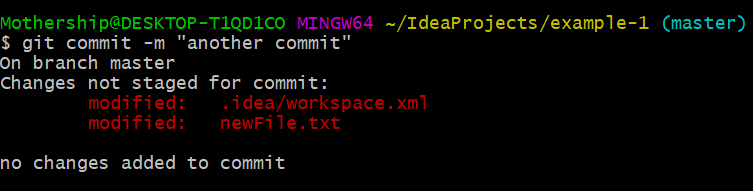 Mothership@DESKTOP-T1QD1CO MINGW64 ~/IdeaProjects/example-1 (master)
$ git commit -m "another commit"
On branch master
Changes not staged for commit:
        modified:   .idea/workspace.xml
        modified:   newFile.txt

no changes added to commit